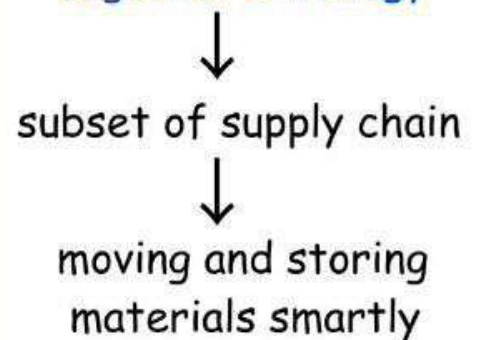 subset of supply chain
moving and storing
materials smartly